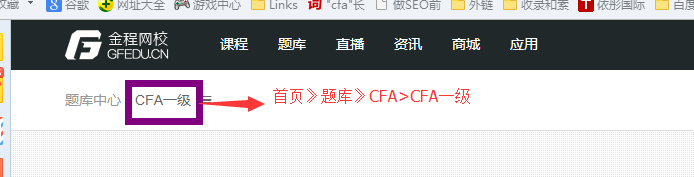 藏 谷歌 网址大全 游戏中心 Links 词 "cfa"长 做SEO前 外链 收录和索 依彤国际 百度
金程网校 课程 题库 直播 资讯 商城 应用
GFEDU.CN
题库中心 CFA一级 首页》题库》CFA>CFA一级